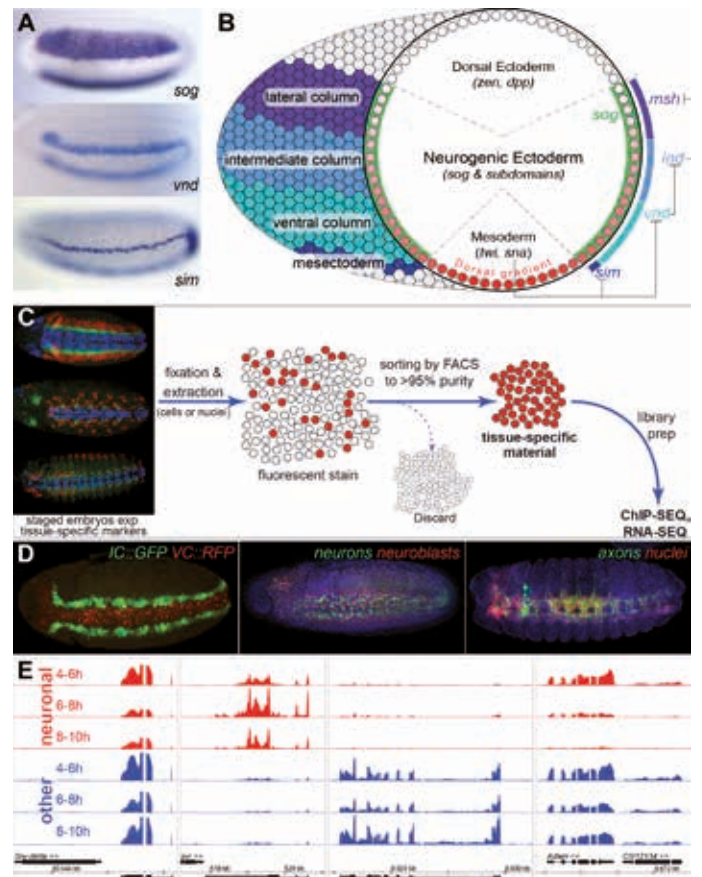 A
sog
vnd
sim
B
Dorsal Ectoderm
(zen, dpp)
lateral column
intermediate column
ventral column
mesectoderm
Neurogenic Ectoderm
(sog & subdomains)
Mesoderm
(twi, sna)
Dorsal gradient
sog
msh
ind
vnd
sim
C
staged embryos exp
tissue-specific markers
fixation &
extraction
(cells or nuclei)
fluorescent stain
sorting by FACS
to >95% purity
Discard
tissue-specific
material
library
prep
ChIP-SEQ,
RNA-SEQ
D
IC::GFP VC::RFP
neurons neuroblasts
axons nuclei
E
neuronal
4-6h
6-8h
8-10h
other
4-6h
6-8h
8-10h